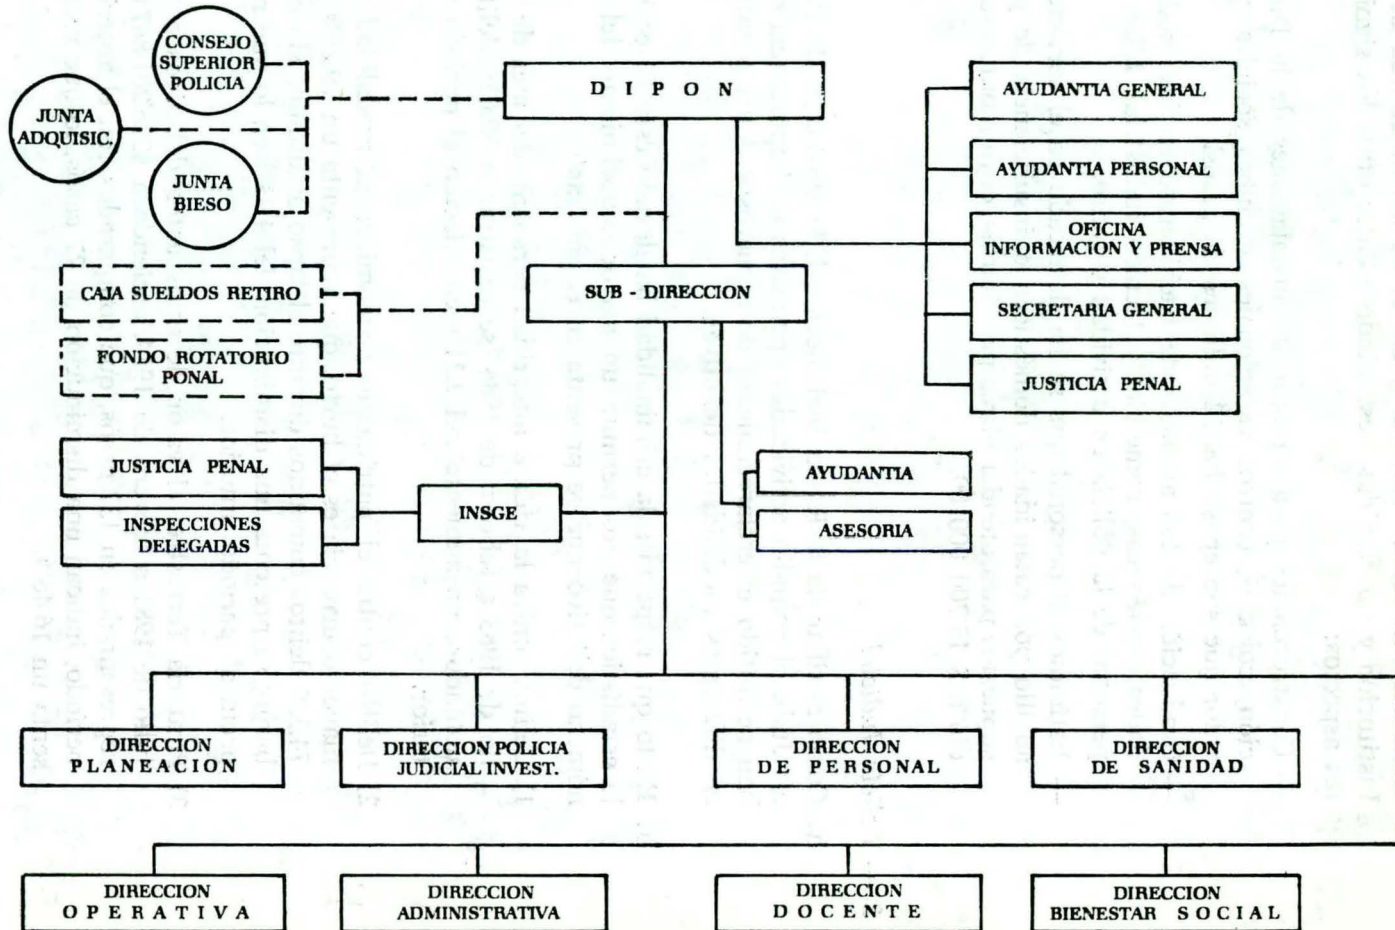 CONSEJO
SUPERIOR
POLICIA
JUNTA
ADQUISIC.
JUNTA
BIESO
D I P O N
AYUDANTIA GENERAL
AYUDANTIA PERSONAL
OFICINA
INFORMACION Y PRENSA
SECRETARIA GENERAL
JUSTICIA PENAL
CAJA SUELDOS RETIRO
FONDO ROTATORIO
PONAL
SUB - DIRECCION
JUSTICIA PENAL
INSPECCIONES
DELEGADAS
INSGE
AYUDANTIA
ASESORIA
DIRECCION
PLANEACION
DIRECCION POLICIA
JUDICIAL INVEST.
DIRECCION
DE PERSONAL
DIRECCION
DE SANIDAD
DIRECCION
OPERATIVA
DIRECCION
ADMINISTRATIVA
DIRECCION
DOCENTE
DIRECCION
BIENESTAR SOCIAL